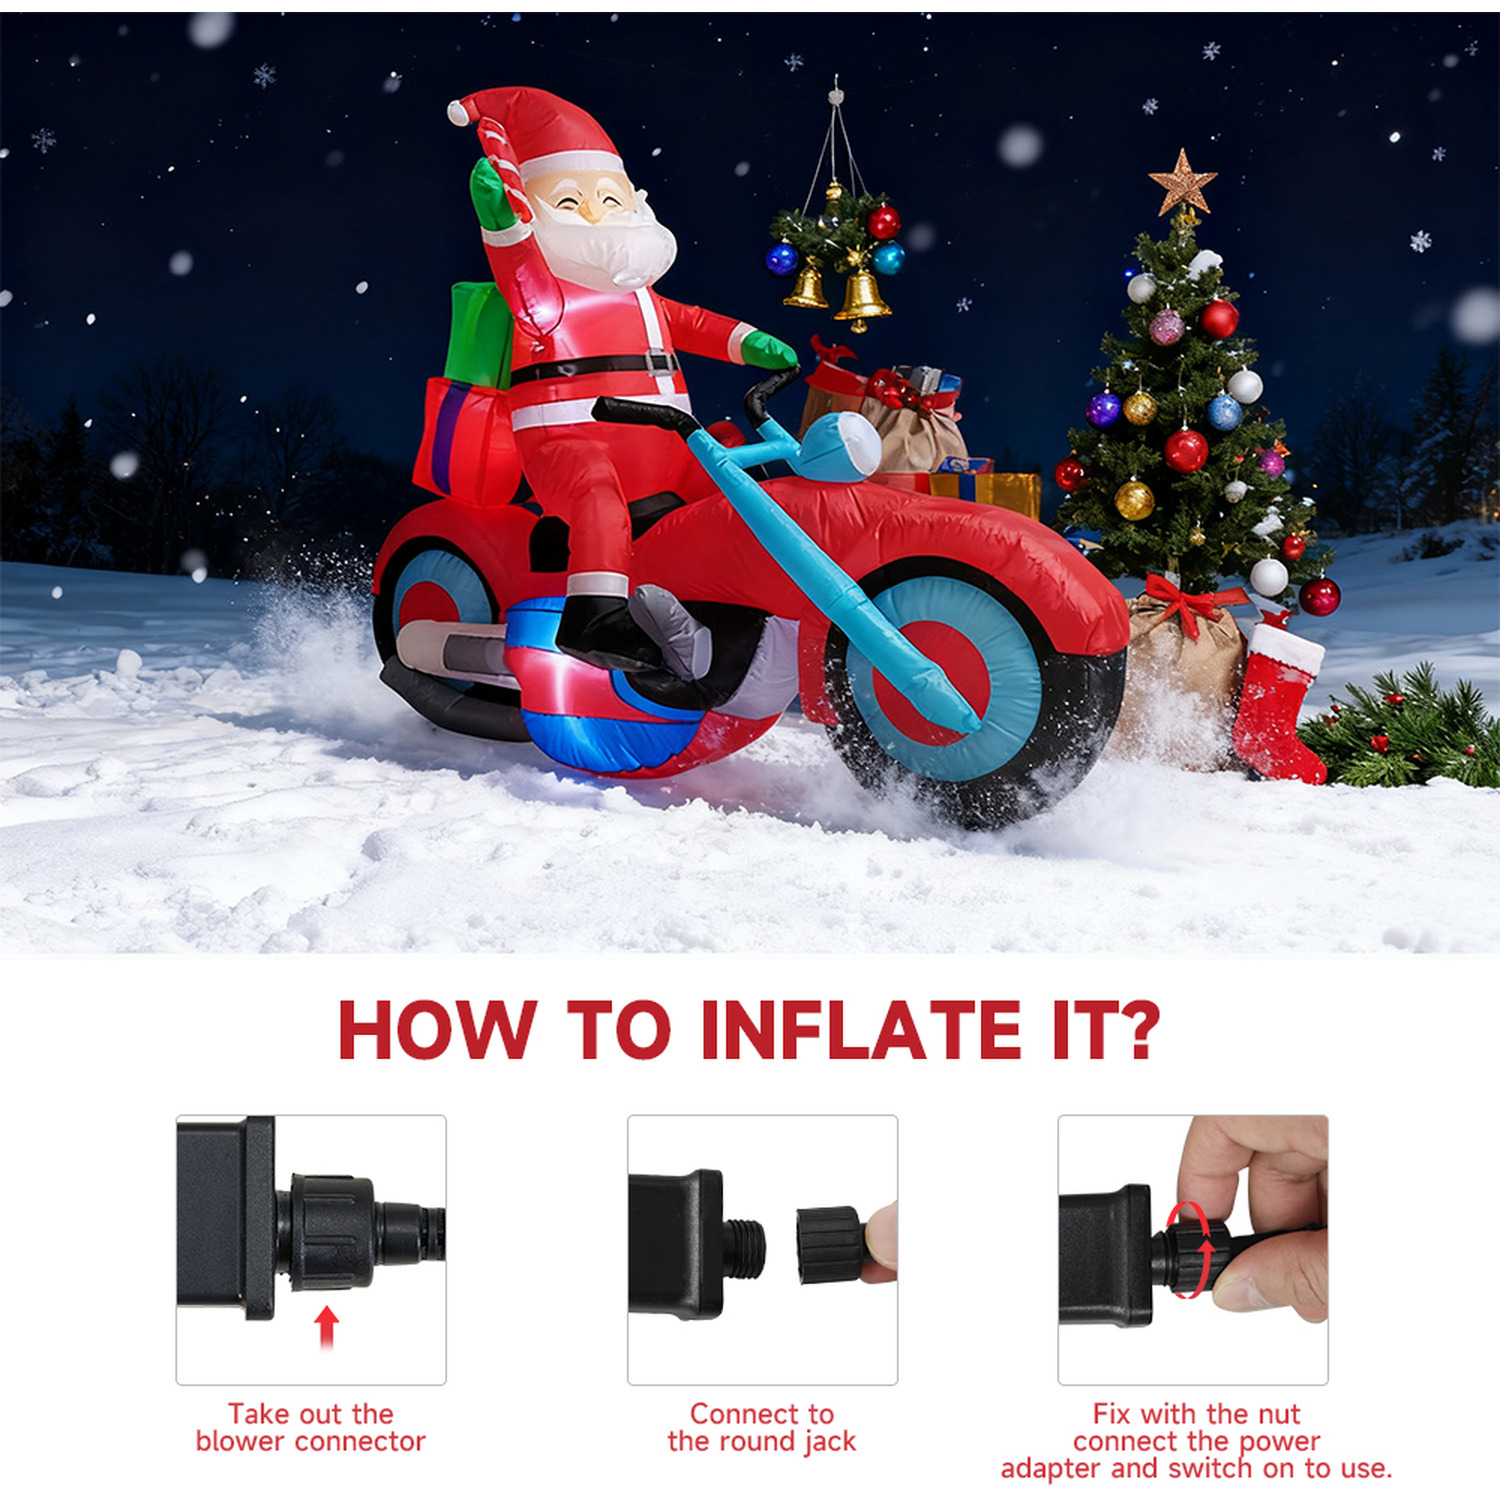 HOW TO INFLATE IT?
Take out the
blower connector
Connect to
the round jack
Fix with the nut
connect the power
adapter and switch on to use.